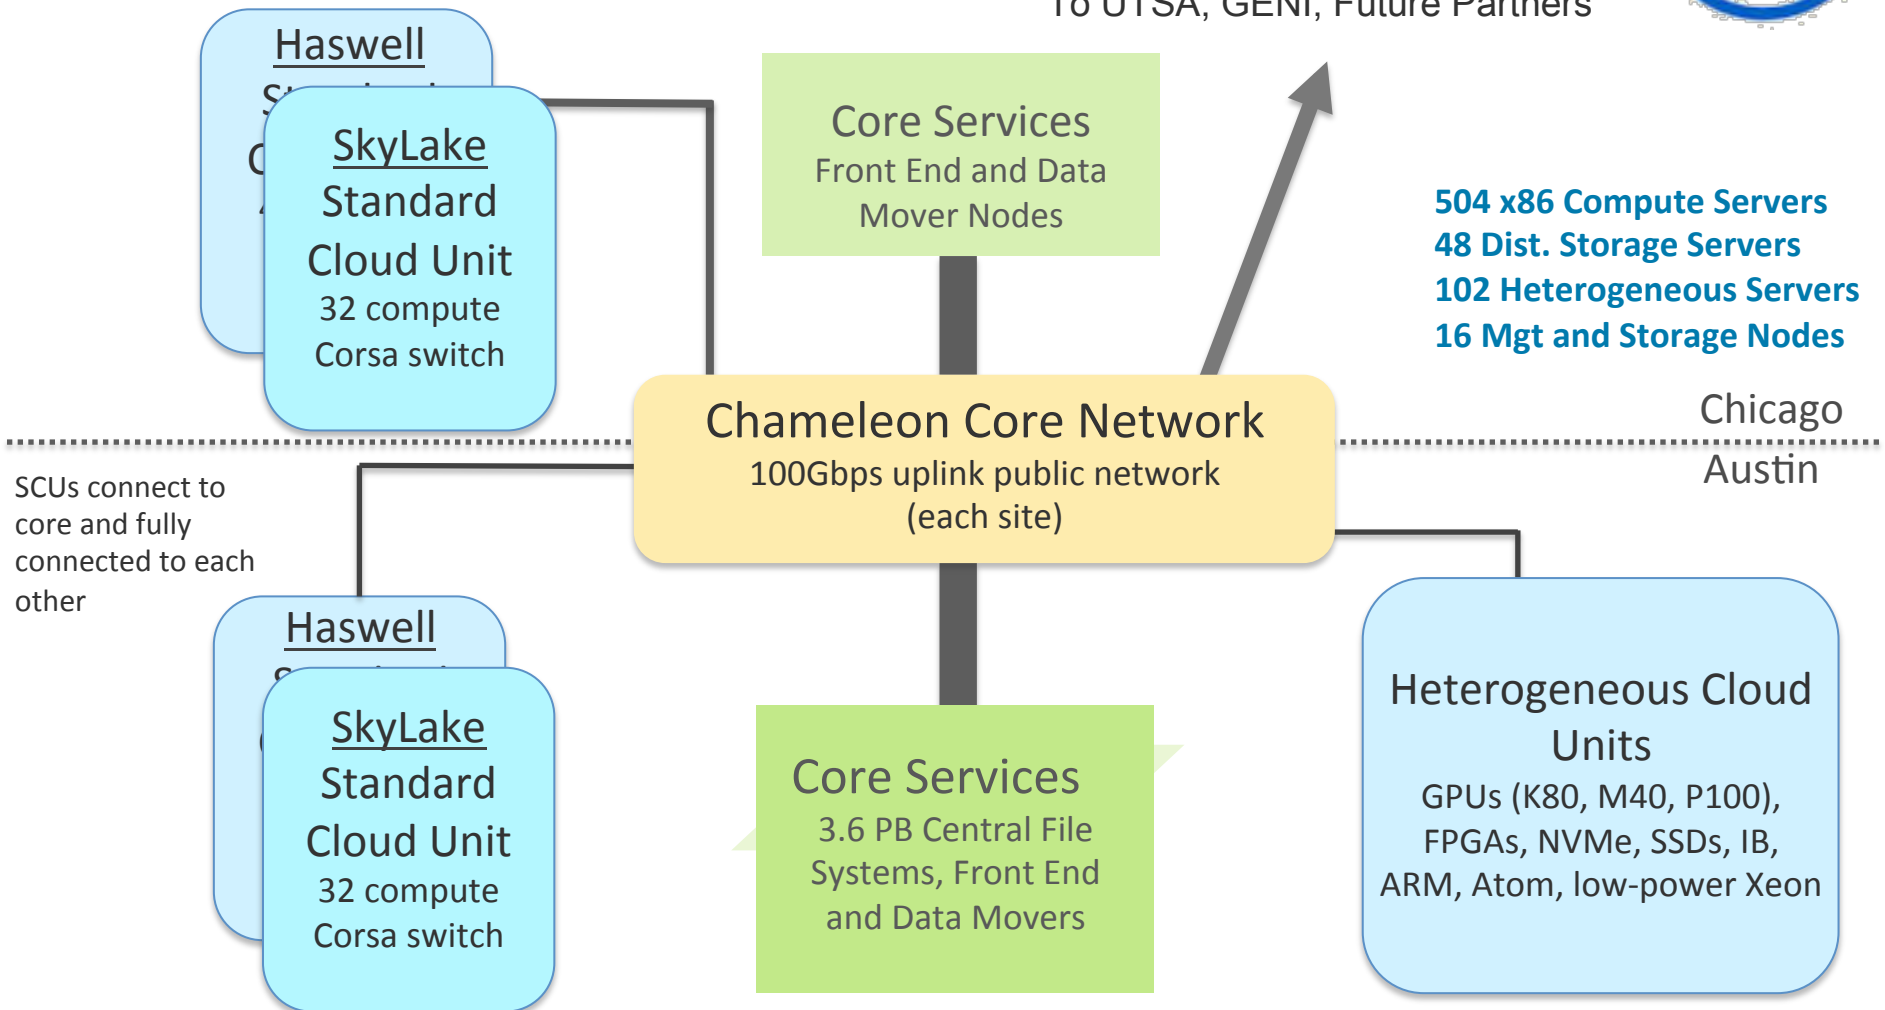 To UTSA, GENI, Future Partners
Haswell
SkyLake
Standard
Cloud Unit
32 compute
Corsa switch
Core Services
Front End and Data
Mover Nodes
504 x86 Compute Servers
48 Dist. Storage Servers
102 Heterogeneous Servers
16 Mgt and Storage Nodes
Chicago
Austin
Chameleon Core Network
100Gbps uplink public network
(each site)
SCUs connect to
core and fully
connected to each
other
Haswell
SkyLake
Standard
Cloud Unit
32 compute
Corsa switch
Core Services
3.6 PB Central File
Systems, Front End
and Data Movers
Heterogeneous Cloud
Units
GPUs (K80, M40, P100),
FPGAs, NVMe, SSDs, IB,
ARM, Atom, low-power Xeon